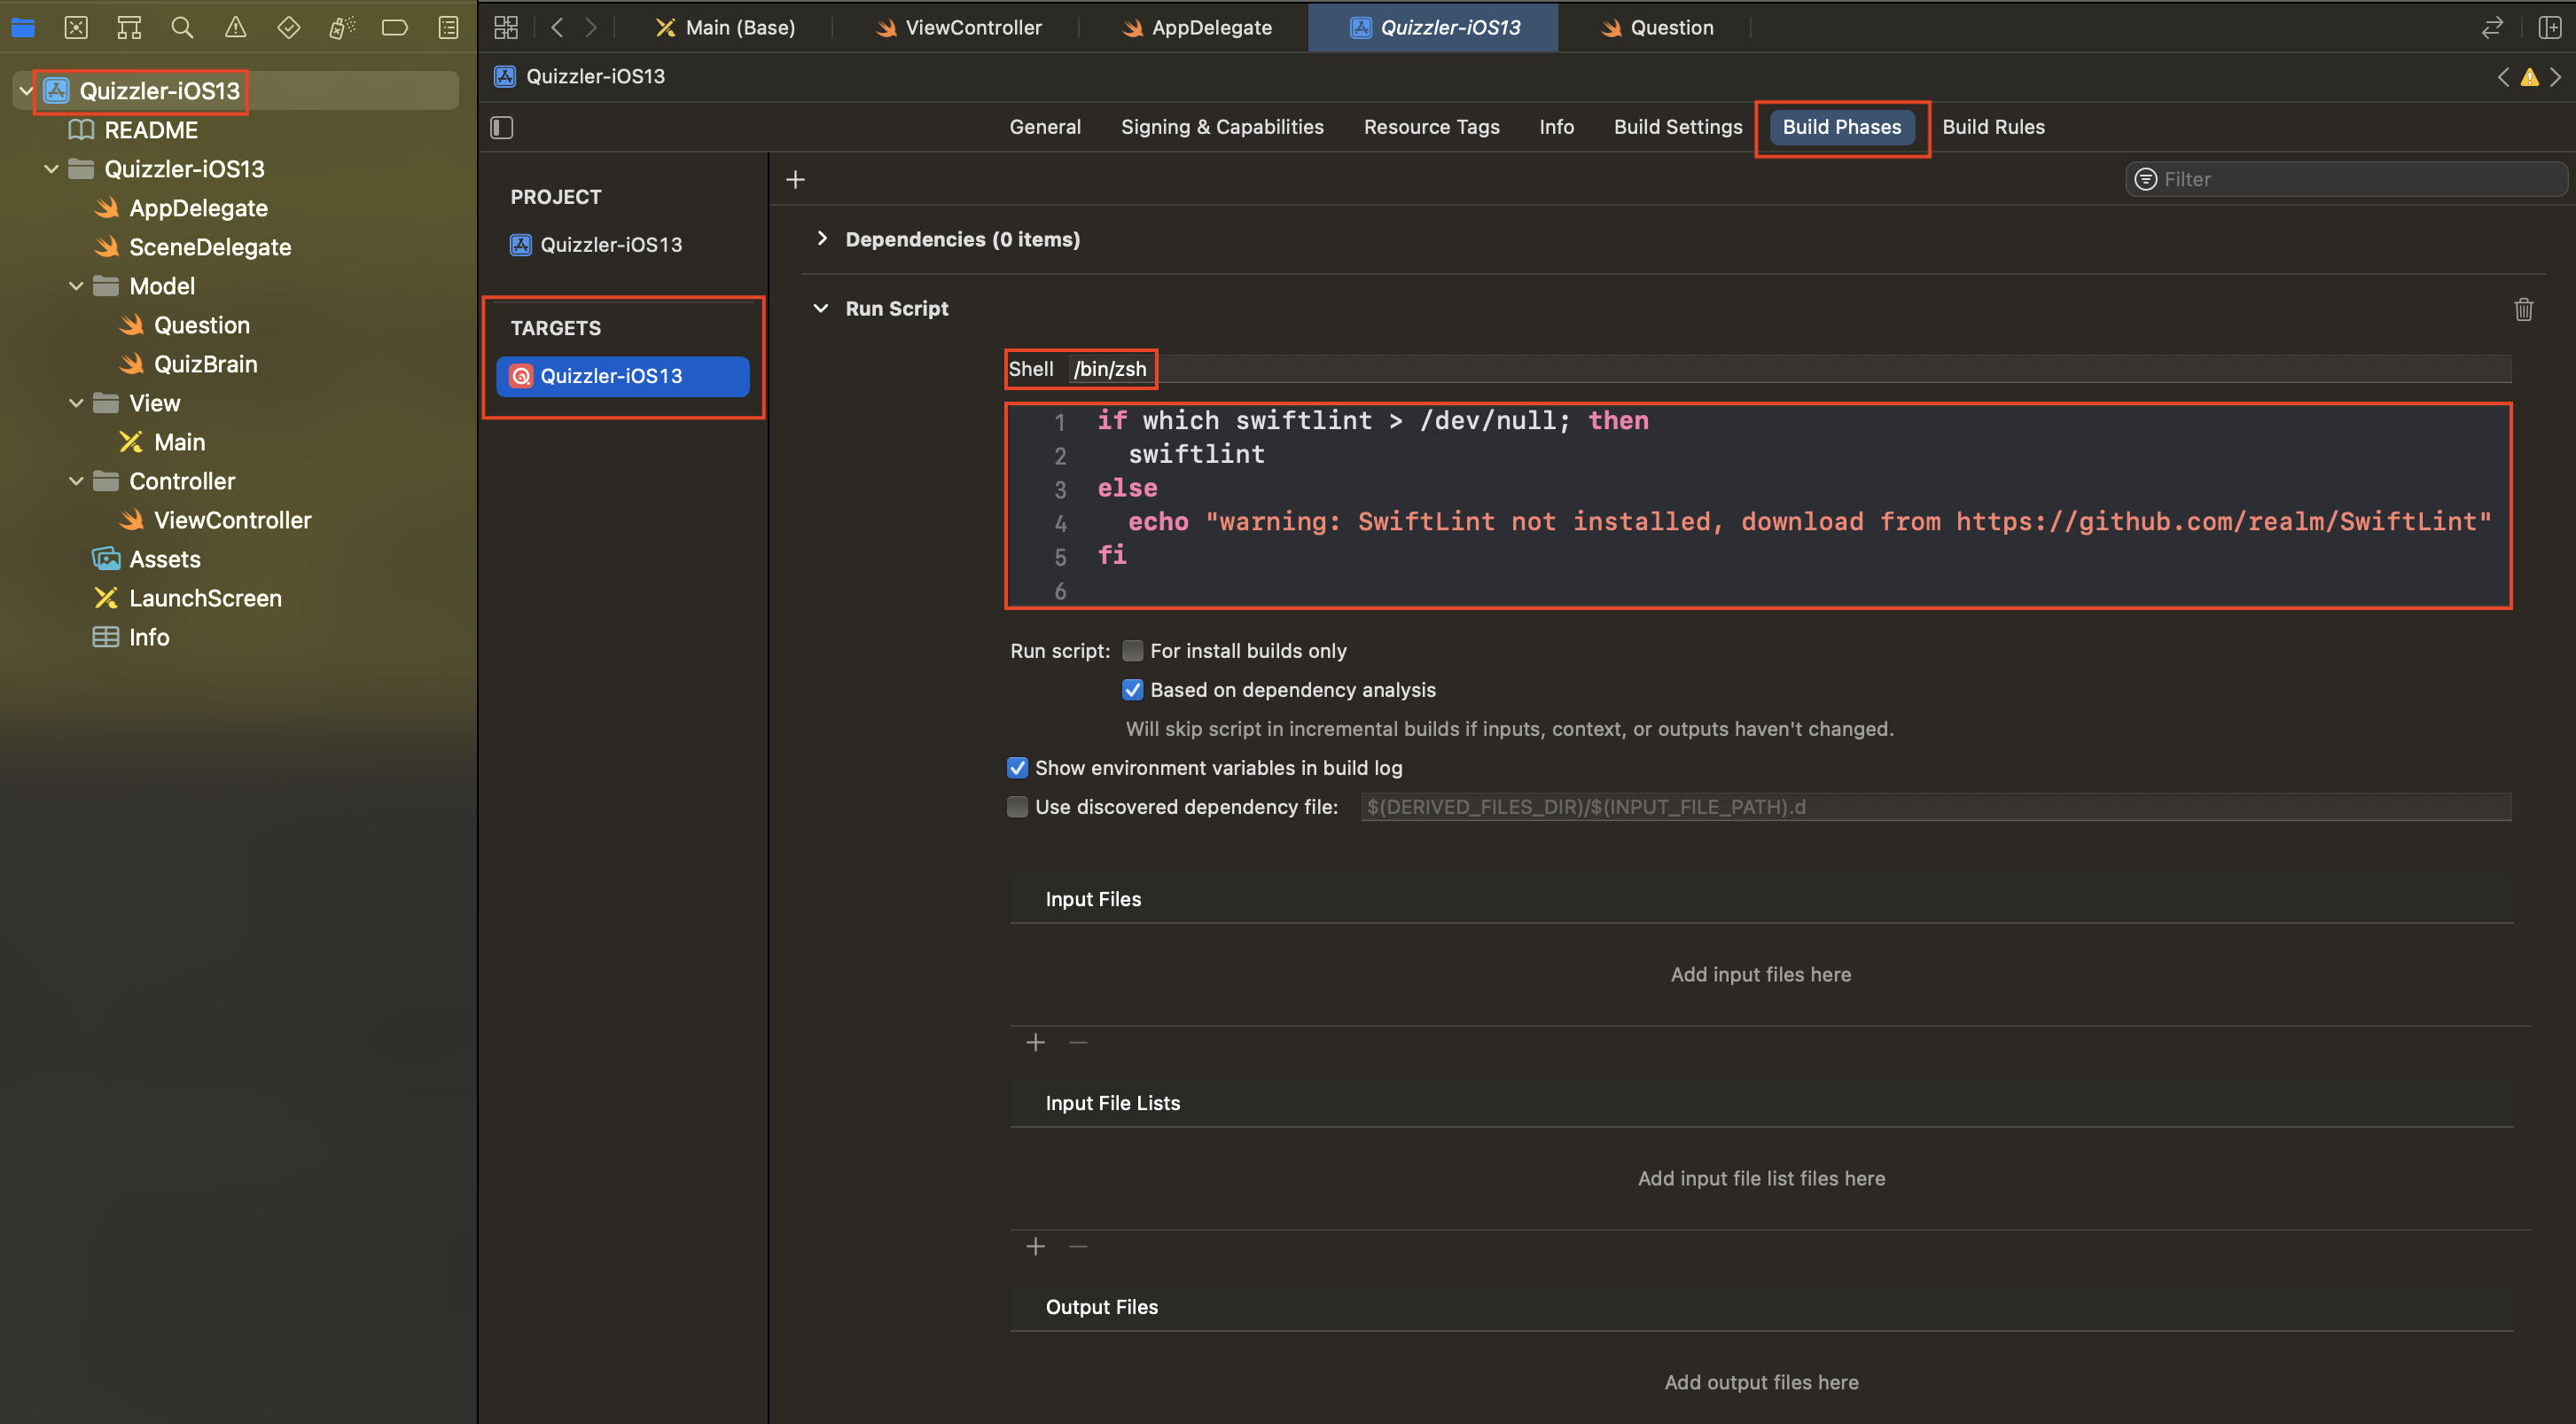 Main (Base)
ViewController
AppDelegate
Quizzler-iOS13
Question
Quizzler-iOS13
README
Quizzler-iOS13
AppDelegate
SceneDelegate
Model
Question
QuizBrain
View
Main
Controller
ViewController
Assets
LaunchScreen
Info
Quizzler-iOS13
General
Signing & Capabilities
Resource Tags
Info
Build Settings
Build Phases
Build Rules
PROJECT
Quizzler-iOS13
TARGETS
Quizzler-iOS13
Filter
Dependencies (0 items)
Run Script
Shell /bin/zsh
1 if which swiftlint > /dev/null; then
2 swiftlint
3 else
4 echo "warning: SwiftLint not installed, download from https://github.com/realm/SwiftLint"
5 fi
6
Run script: For install builds only
Based on dependency analysis
Will skip script in incremental builds if inputs, context, or outputs haven't changed.
Show environment variables in build log
Use discovered dependency file: $(DERIVED_FILES_DIR)/$(INPUT_FILE_PATH).d
Input Files
Add input files here
Input File Lists
Add input file list files here
Output Files
Add output files here